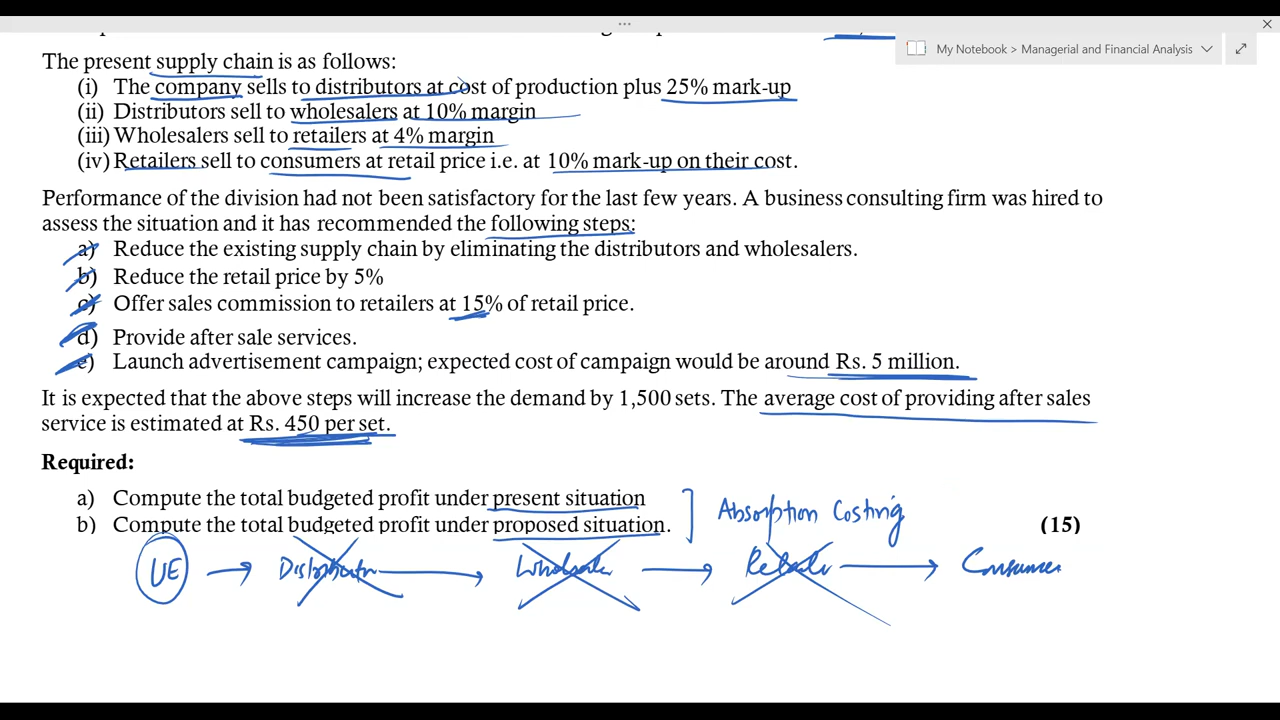 My Notebook > Managerial and Financial Analysis
The present supply chain is as follows:
(i) The company sells to distributors at cost of production plus 25% mark-up
(ii) Distributors sell to wholesalers at 10% margin
(iii) Wholesalers sell to retailers at 4% margin
(iv) Retailers sell to consumers at retail price i.e. at 10% mark-up on their cost.
Performance of the division had not been satisfactory for the last few years. A business consulting firm was hired to
assess the situation and it has recommended the following steps:
a) Reduce the existing supply chain by eliminating the distributors and wholesalers.
b) Reduce the retail price by 5%
c) Offer sales commission to retailers at 15% of retail price.
d) Provide after sale services.
e) Launch advertisement campaign; expected cost of campaign would be around Rs. 5 million.
It is expected that the above steps will increase the demand by 1,500 sets. The average cost of providing after sales
service is estimated at Rs. 450 per set.
Required:
a) Compute the total budgeted profit under present situation
b) Compute the total budgeted profit under proposed situation.
Absorption Costing
(15)
UE → Distributor → Wholesaler → Retailer → Consumer